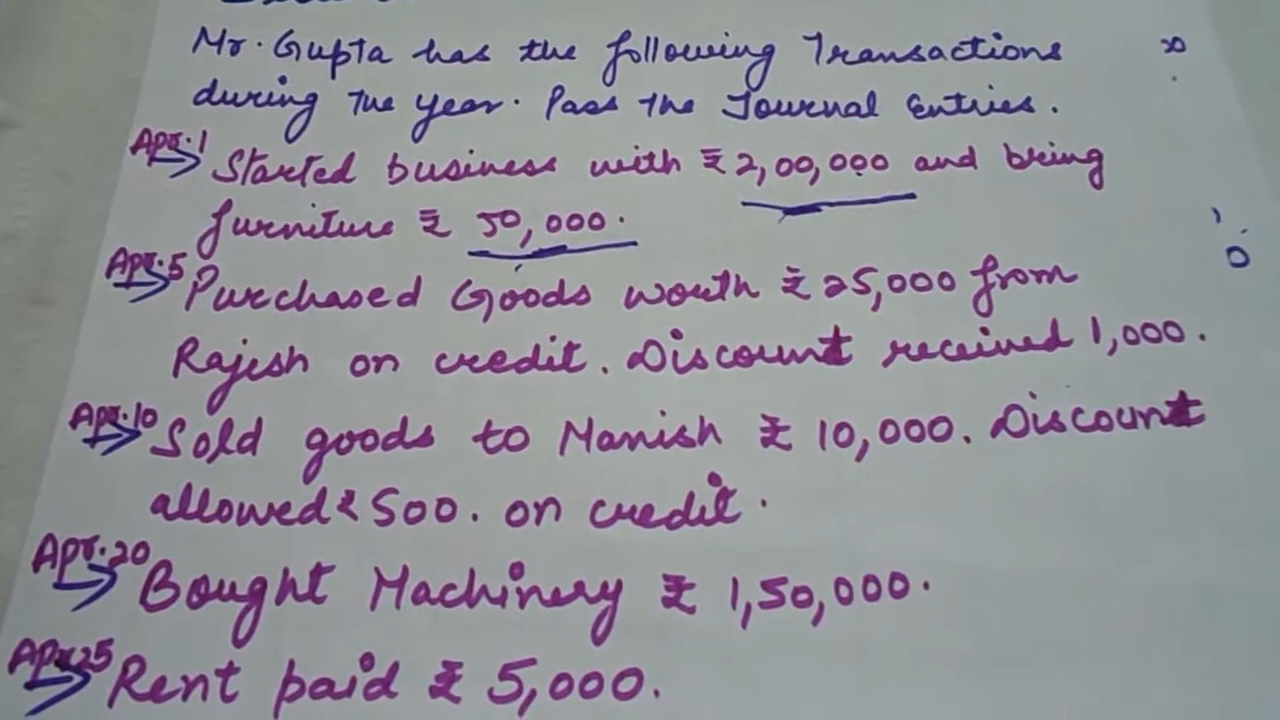 Mr. Gupta has the following Transactions
during the year. Pass the Journal Entries.
Apr. 1
Started business with ₹ 2,00,000 and bring
furniture ₹ 50,000.
Apr. 5
Purchased Goods worth ₹ 25,000 from
Rajesh on credit. Discount received 1,000.
Apr. 10
Sold goods to Manish ₹ 10,000. Discount
allowed ₹ 500. on credit.
Apr. 20
Bought Machinery ₹ 1,50,000.
Apr. 25
Rent paid ₹ 5,000.